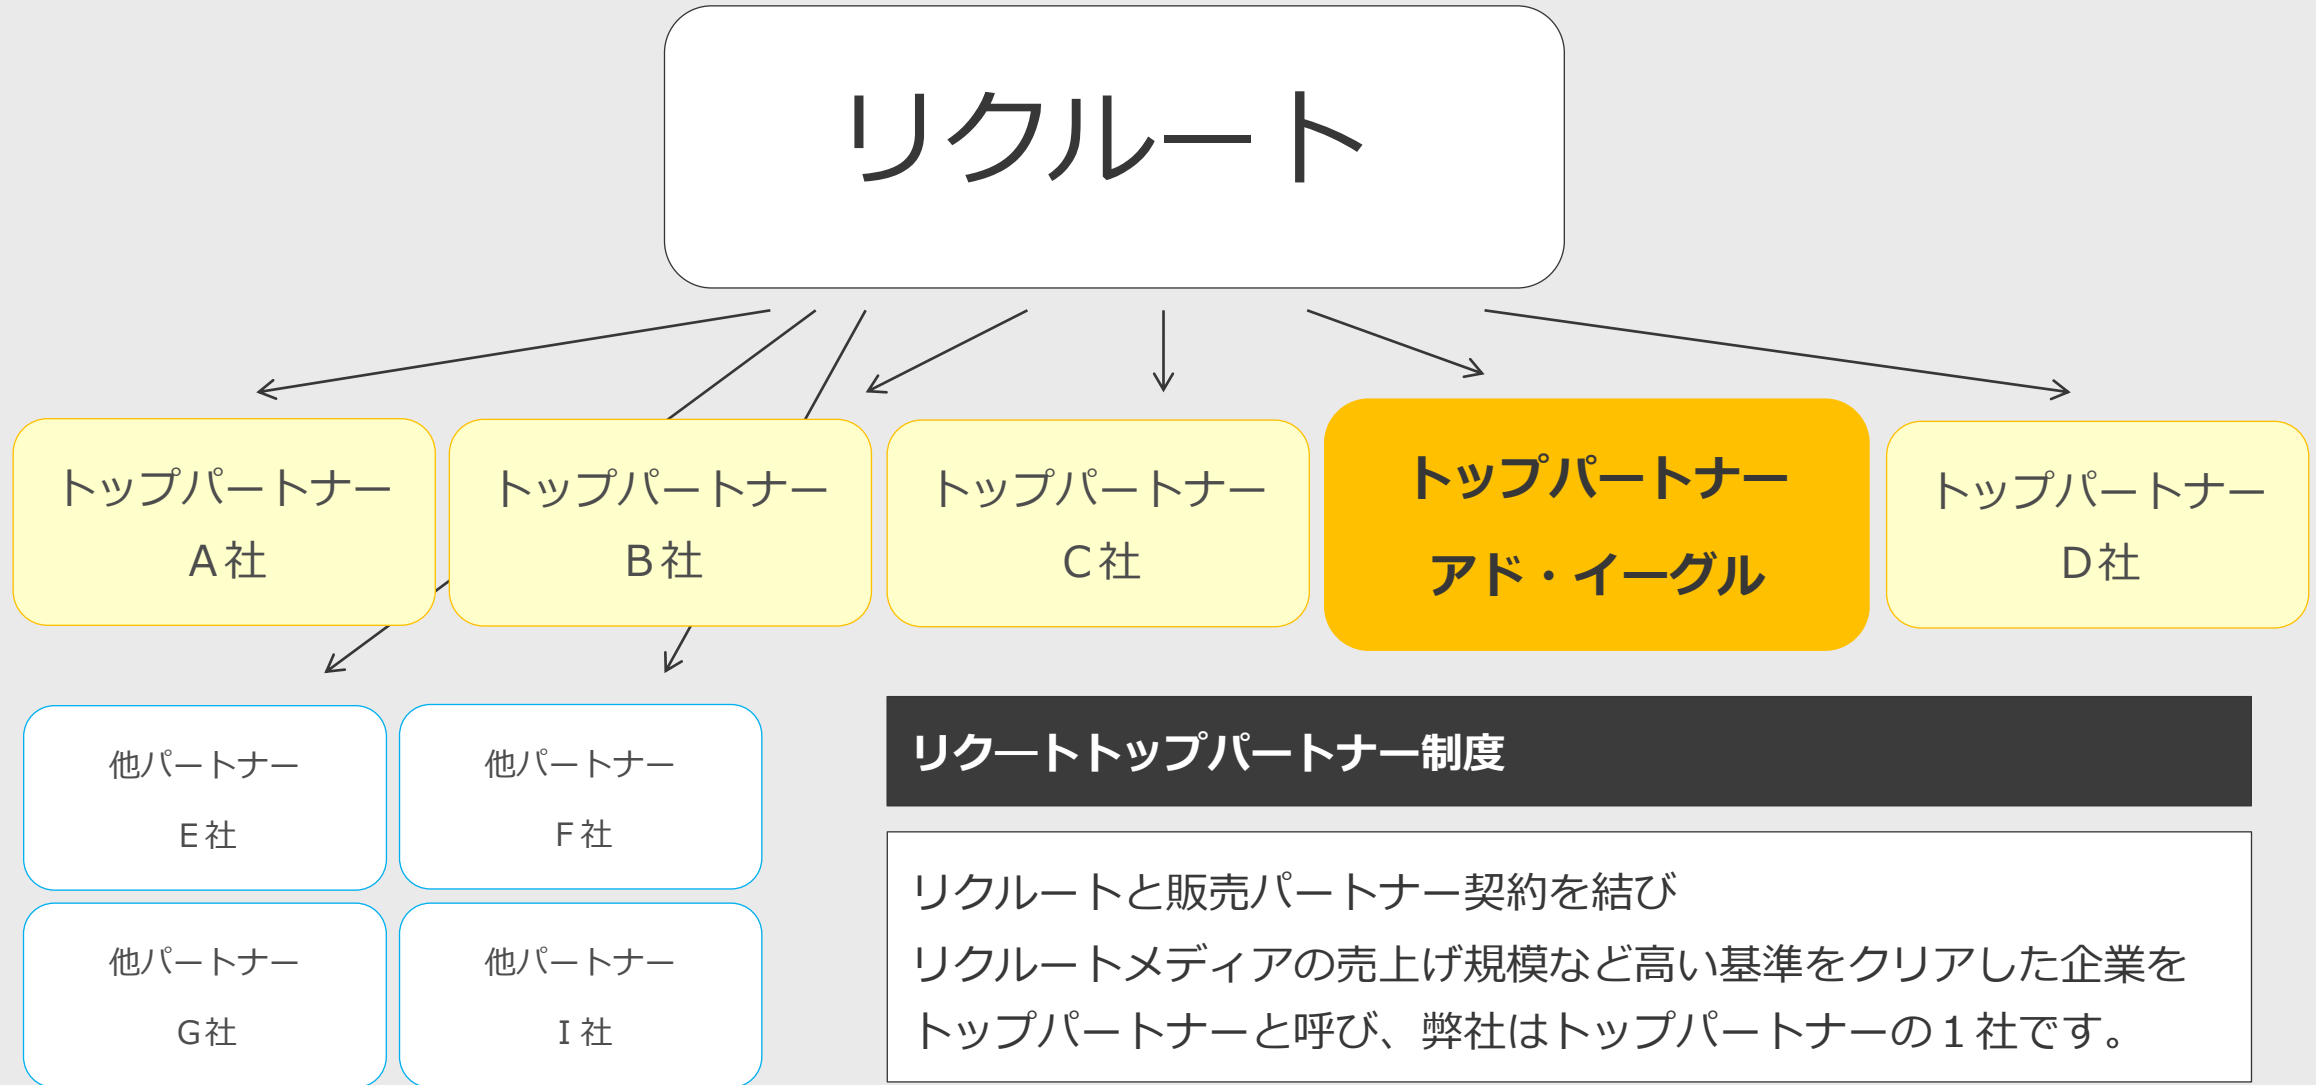 リクルート
トップパートナー
A社
トップパートナー
B社
トップパートナー
C社
トップパートナー
アド・イーグル
トップパートナー
D社
他パートナー
E社
他パートナー
F社
他パートナー
G社
他パートナー
I社
リク―トトップパートナー制度
リクルートと販売パートナー契約を結び
リクルートメディアの売上げ規模など高い基準をクリアした企業を
トップパートナーと呼び、弊社はトップパートナーの1社です。